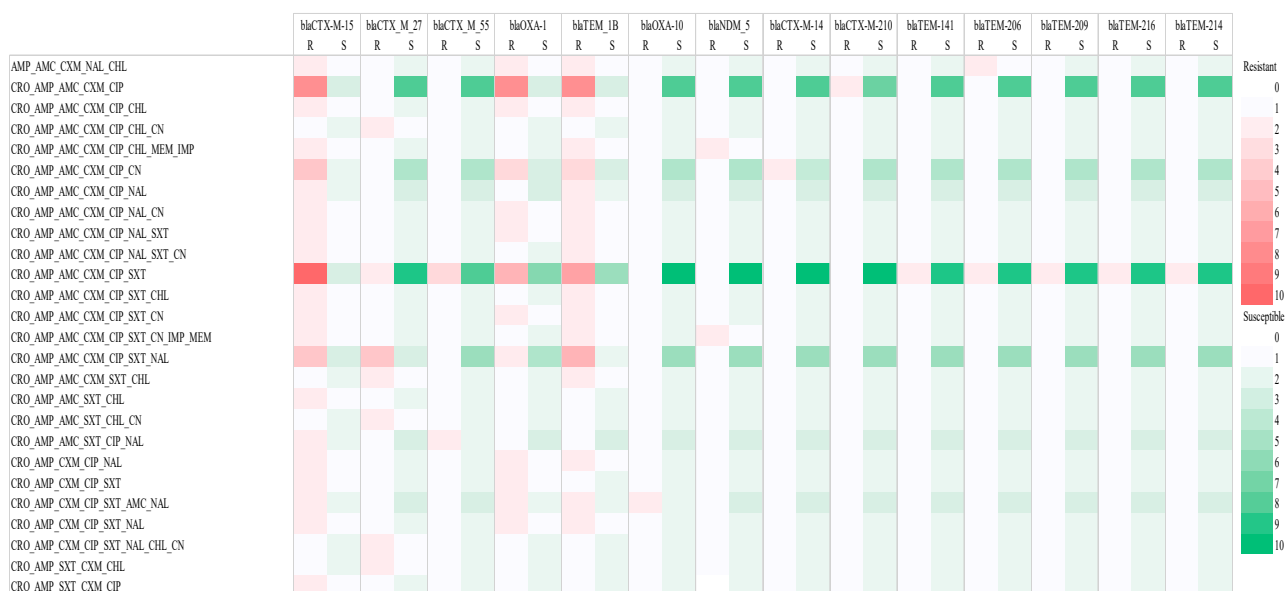 blaCTX-M-15 blaCTX_M_27 blaCTX_M_55 blaOXA-1 blaTEM_1B blaOXA-10 blaNDM_5 blaCTX-M-14 blaCTX-M-210 blaTEM-141 blaTEM-206 blaTEM-209 blaTEM-216 blaTEM-214
R S R S R S R S R S R S R S R S R S R S R S R S R S R S
AMP_AMC_CXM_NAL_CHL
CRO_AMP_AMC_CXM_CIP
CRO_AMP_AMC_CXM_CIP_CHL
CRO_AMP_AMC_CXM_CIP_CHL_CN
CRO_AMP_AMC_CXM_CIP_CHL_MEM_IMP
CRO_AMP_AMC_CXM_CIP_CN
CRO_AMP_AMC_CXM_CIP_NAL
CRO_AMP_AMC_CXM_CIP_NAL_CN
CRO_AMP_AMC_CXM_CIP_NAL_SXT
CRO_AMP_AMC_CXM_CIP_NAL_SXT_CN
CRO_AMP_AMC_CXM_CIP_SXT
CRO_AMP_AMC_CXM_CIP_SXT_CHL
CRO_AMP_AMC_CXM_CIP_SXT_CN
CRO_AMP_AMC_CXM_CIP_SXT_CN_IMP_MEM
CRO_AMP_AMC_CXM_CIP_SXT_NAL
CRO_AMP_AMC_CXM_SXT_CHL
CRO_AMP_AMC_SXT_CHL
CRO_AMP_AMC_SXT_CHL_CN
CRO_AMP_AMC_SXT_CIP_NAL
CRO_AMP_CXM_CIP_NAL
CRO_AMP_CXM_CIP_SXT
CRO_AMP_CXM_CIP_SXT_AMC_NAL
CRO_AMP_CXM_CIP_SXT_NAL
CRO_AMP_CXM_CIP_SXT_NAL_CHL_CN
CRO_AMP_SXT_CXM_CHL
CRO_AMP_SXT_CXM_CIP
Resistant
0
1
2
3
4
5
6
7
8
9
10
Susceptible
0
1
2
3
4
5
6
7
8
9
10